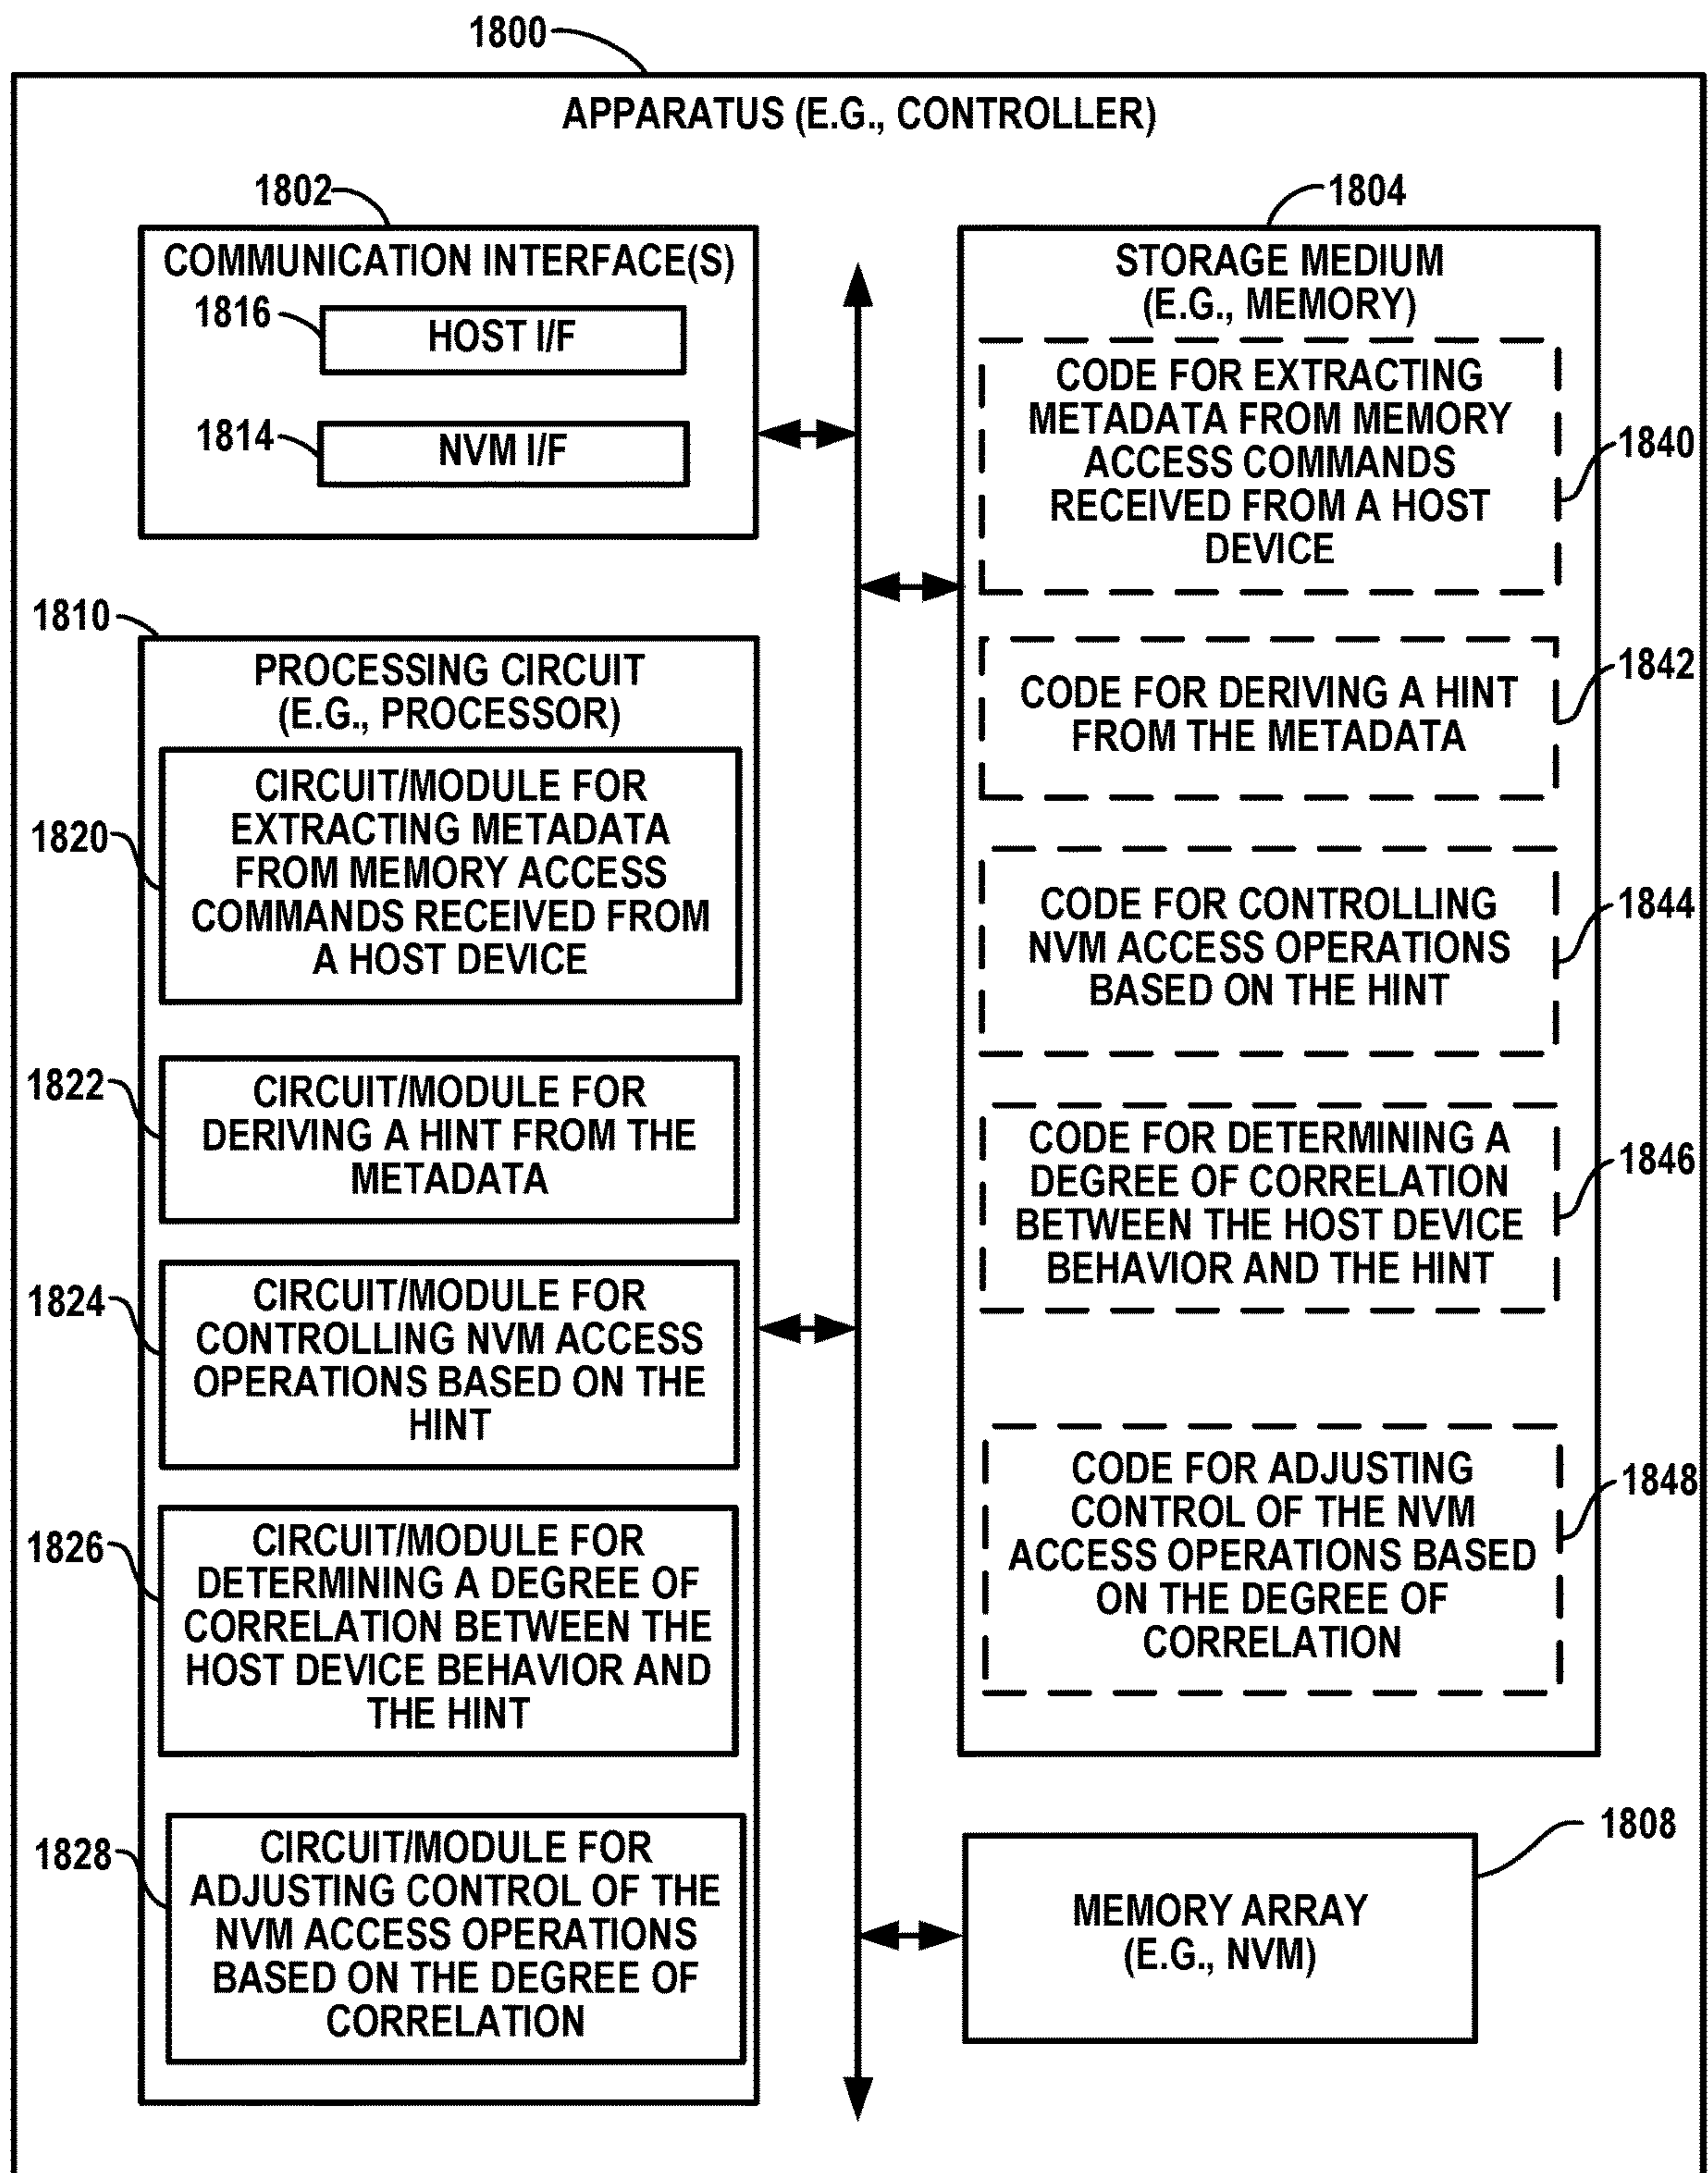 1800
APPARATUS (E.G., CONTROLLER)
1802
COMMUNICATION INTERFACE(S)
1816
HOST I/F
1814
NVM I/F
1810
PROCESSING CIRCUIT
(E.G., PROCESSOR)
1820
CIRCUIT/MODULE FOR
EXTRACTING METADATA
FROM MEMORY ACCESS
COMMANDS RECEIVED FROM
A HOST DEVICE
1822
CIRCUIT/MODULE FOR
DERIVING A HINT FROM THE
METADATA
1824
CIRCUIT/MODULE FOR
CONTROLLING NVM ACCESS
OPERATIONS BASED ON THE
HINT
1826
CIRCUIT/MODULE FOR
DETERMINING A DEGREE OF
CORRELATION BETWEEN THE
HOST DEVICE BEHAVIOR AND
THE HINT
1828
CIRCUIT/MODULE FOR
ADJUSTING CONTROL OF THE
NVM ACCESS OPERATIONS
BASED ON THE DEGREE OF
CORRELATION
1804
STORAGE MEDIUM
(E.G., MEMORY)
CODE FOR EXTRACTING
METADATA FROM MEMORY
ACCESS COMMANDS
RECEIVED FROM A HOST
DEVICE
1840
CODE FOR DERIVING A HINT
FROM THE METADATA
1842
CODE FOR CONTROLLING
NVM ACCESS OPERATIONS
BASED ON THE HINT
1844
CODE FOR DETERMINING A
DEGREE OF CORRELATION
BETWEEN THE HOST DEVICE
BEHAVIOR AND THE HINT
1846
CODE FOR ADJUSTING
CONTROL OF THE NVM
ACCESS OPERATIONS BASED
ON THE DEGREE OF
CORRELATION
1848
1808
MEMORY ARRAY
(E.G., NVM)